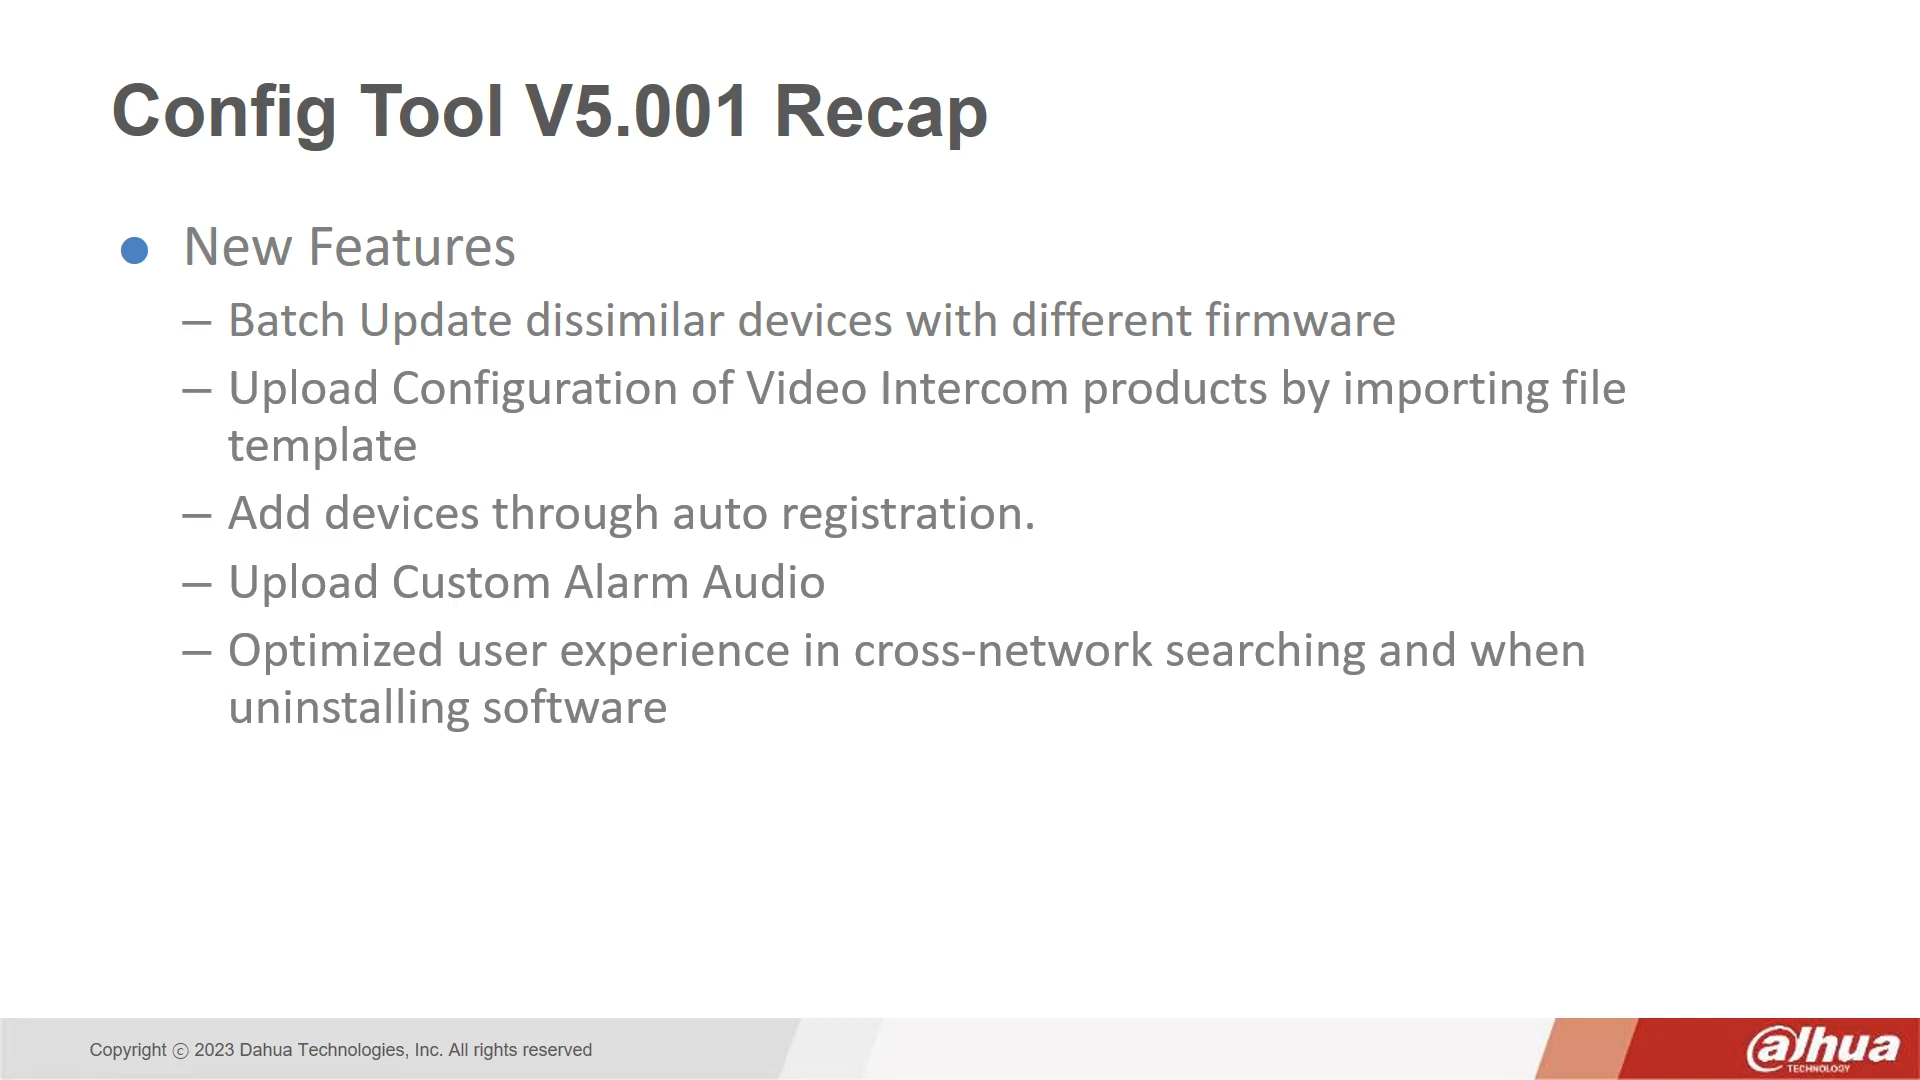 Config Tool V5.001 Recap
● New Features
– Batch Update dissimilar devices with different firmware
– Upload Configuration of Video Intercom products by importing file
template
– Add devices through auto registration.
– Upload Custom Alarm Audio
– Optimized user experience in cross-network searching and when
uninstalling software
Copyright ⓒ 2023 Dahua Technologies, Inc. All rights reserved
alhua
TECHNOLOGY